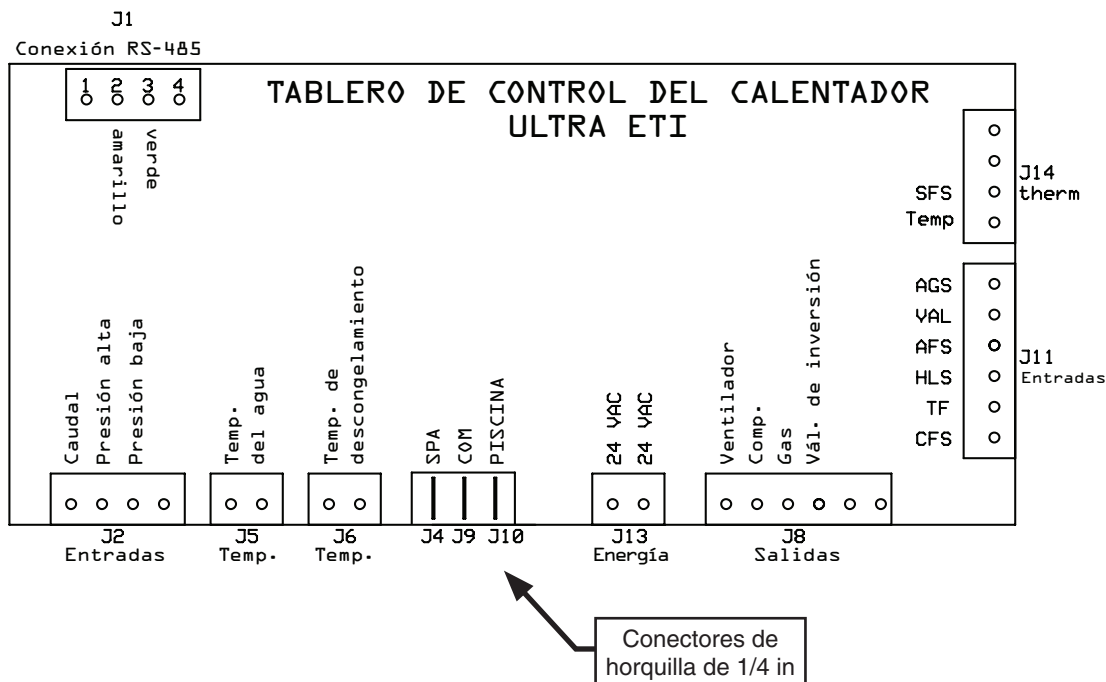 J1
Conexión RS-485
1 2 3 4
amarillo
verde
TABLERO DE CONTROL DEL CALENTADOR
ULTRA ETI
J14
therm
SFS
Temp
AGS
VAL
AFS
HLS
TF
CFS
J11
Entradas
Caudal
Presión alta
Presión baja
J2
Entradas
Temp.
del agua
J5
Temp.
Temp. de
descongelamiento
J6
Temp.
SPA
COM
PISCINA
J4 J9 J10
24 VAC
24 VAC
J13
Energía
Ventilador
Comp.
Gas
Vál. de inversión
J8
Salidas
Conectores de
horquilla de 1/4 in